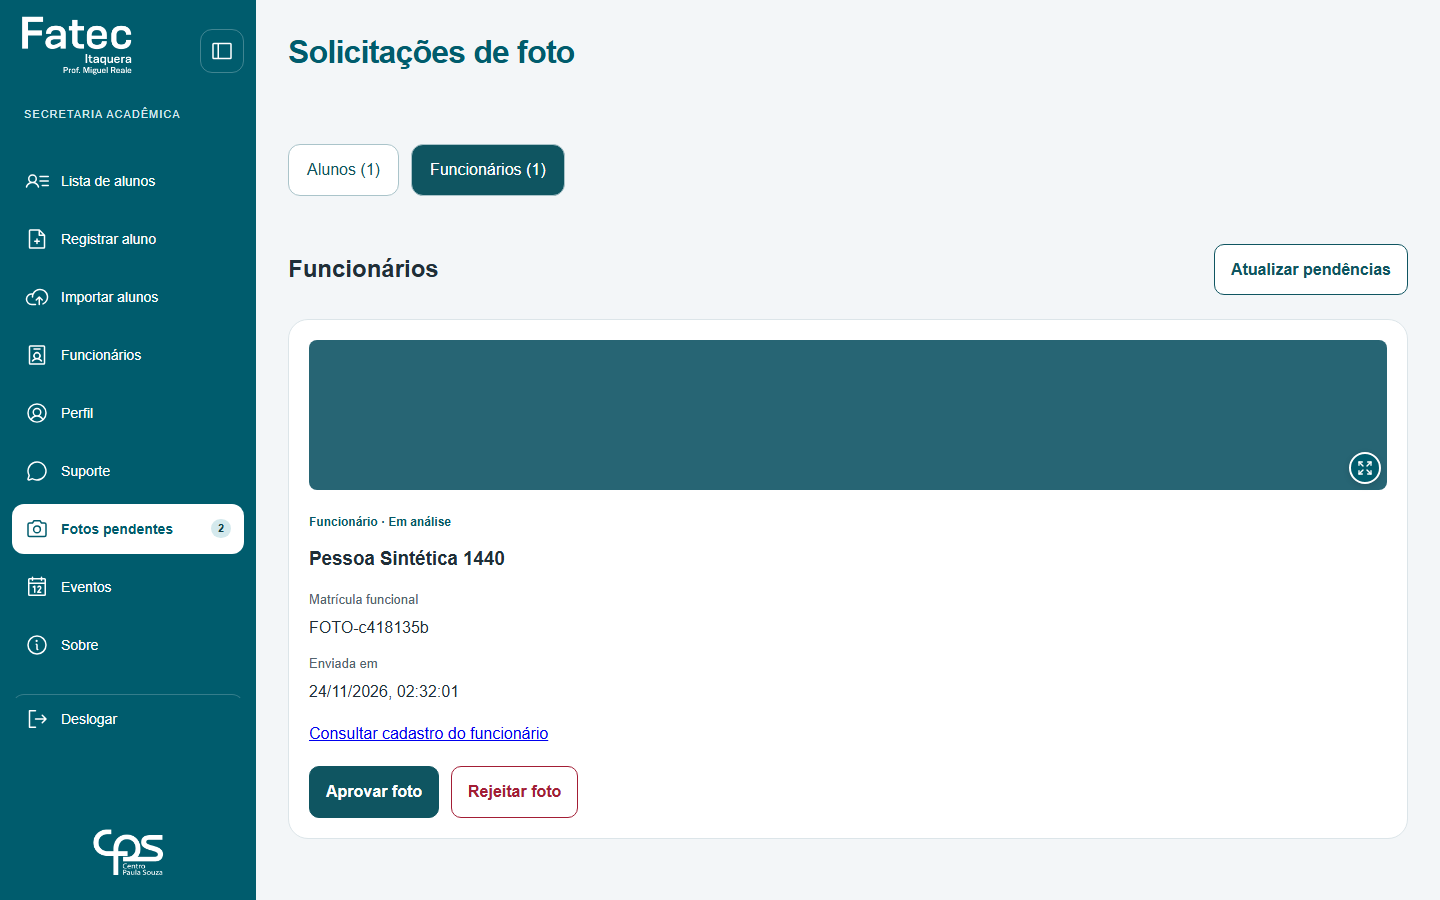 Fatec
Itaquera
Prof. Miguel Reale
SECRETARIA ACADÊMICA
Lista de alunos
Registrar aluno
Importar alunos
Funcionários
Perfil
Suporte
Fotos pendentes 2
12
Eventos
Sobre
Deslogar
CPS
Centro
Paula Souza
Solicitações de foto
Alunos (1) Funcionários (1)
Funcionários Atualizar pendências
Funcionário · Em análise
Pessoa Sintética 1440
Matrícula funcional
FOTO-c418135b
Enviada em
24/11/2026, 02:32:01
Consultar cadastro do funcionário
Aprovar foto Rejeitar foto